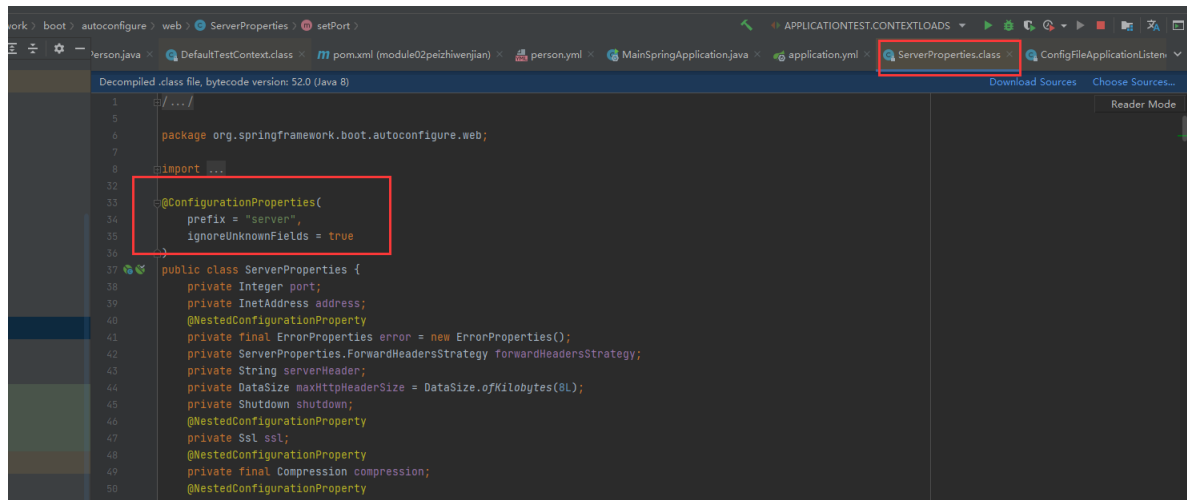 work > boot > autoconfigure > web > ServerProperties > setPort > APPLICATIONTEST.CONTEXTLOADS
Person.java DefaultTestContext.class pom.xml (module02peizhiwenjian) person.yml MainSpringApplication.java application.yml ServerProperties.class ConfigFileApplicationListen
Decompiled .class file, bytecode version: 52.0 (Java 8) Download Sources Choose Sources...
1 /.../ Reader Mode
5
6 package org.springframework.boot.autoconfigure.web;
7
8 import ...
32
33 @ConfigurationProperties(
34 prefix = "server",
35 ignoreUnknownFields = true
36 )
37 public class ServerProperties {
38 private Integer port;
39 private InetAddress address;
40 @NestedConfigurationProperty
41 private final ErrorProperties error = new ErrorProperties();
42 private ServerProperties.ForwardHeadersStrategy forwardHeadersStrategy;
43 private String serverHeader;
44 private DataSize maxHttpHeaderSize = DataSize.ofKilobytes(8L);
45 private Shutdown shutdown;
46 @NestedConfigurationProperty
47 private Ssl ssl;
48 @NestedConfigurationProperty
49 private final Compression compression;
50 @NestedConfigurationProperty